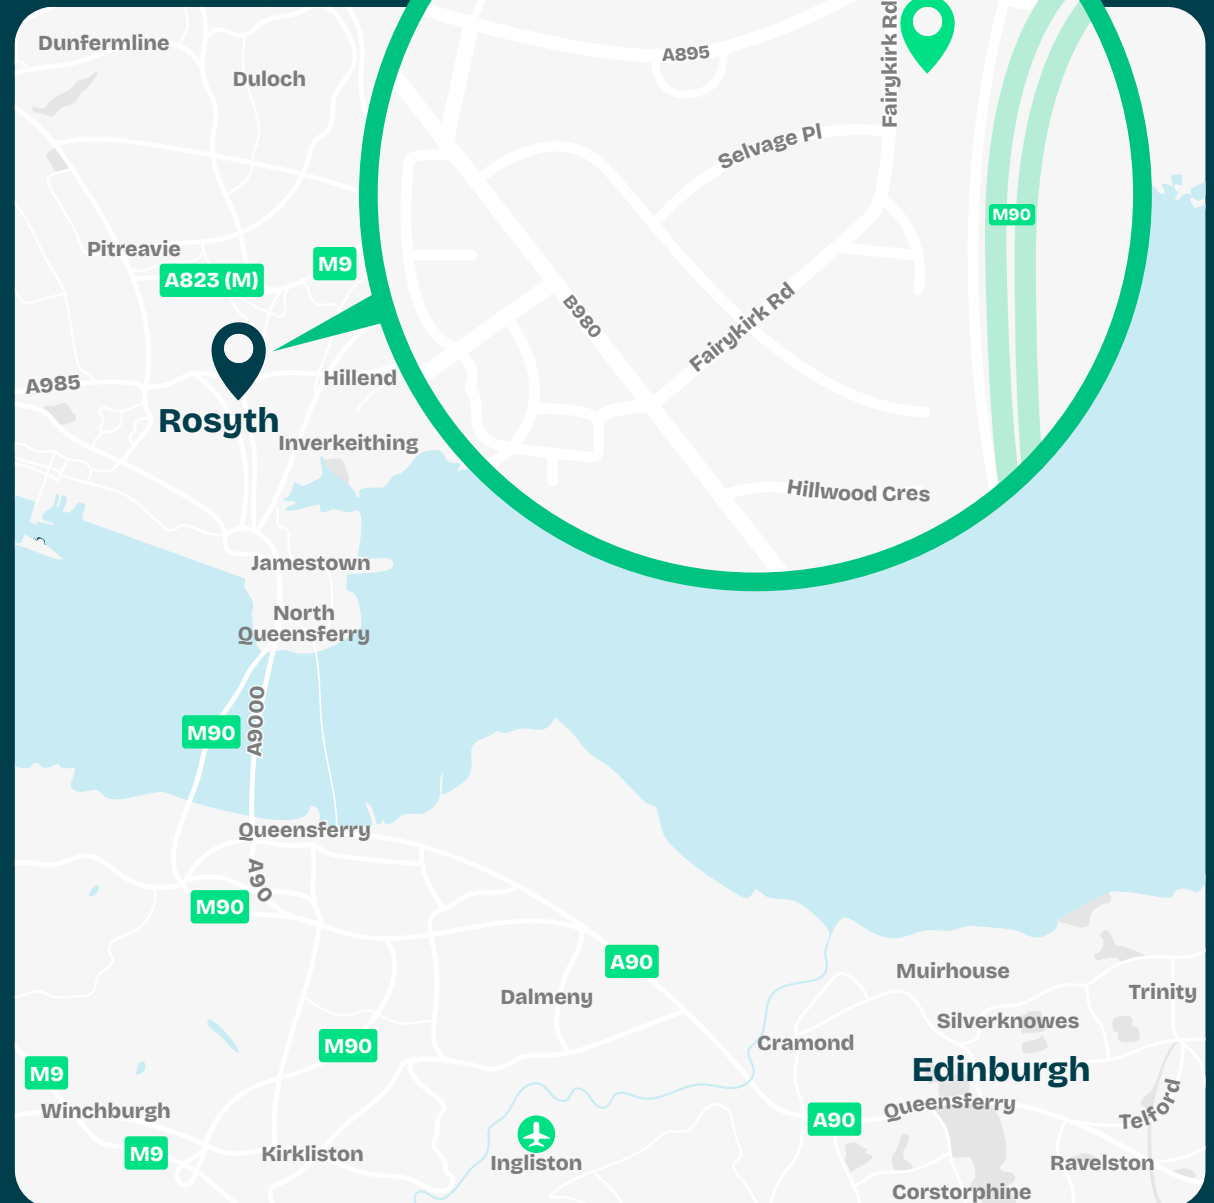 Dunfermline
Duloch
A895
Fairykirk Rd
Selvage Pl
M90
Pitreavie
M9
A823 (M)
B980
Fairykirk Rd
A985
Hillend
Rosyth
Inverkeithing
Hillwood Cres
Jamestown
North
Queensferry
A9000
M90
Queensferry
A90
M90
A90
Muirhouse
Dalmeny
Trinity
Silverknowes
M90
Cramond
M9
Edinburgh
Winchburgh
Queensferry
Telford
A90
M9
Kirkliston
Ingliston
Ravelston
Corstorphine